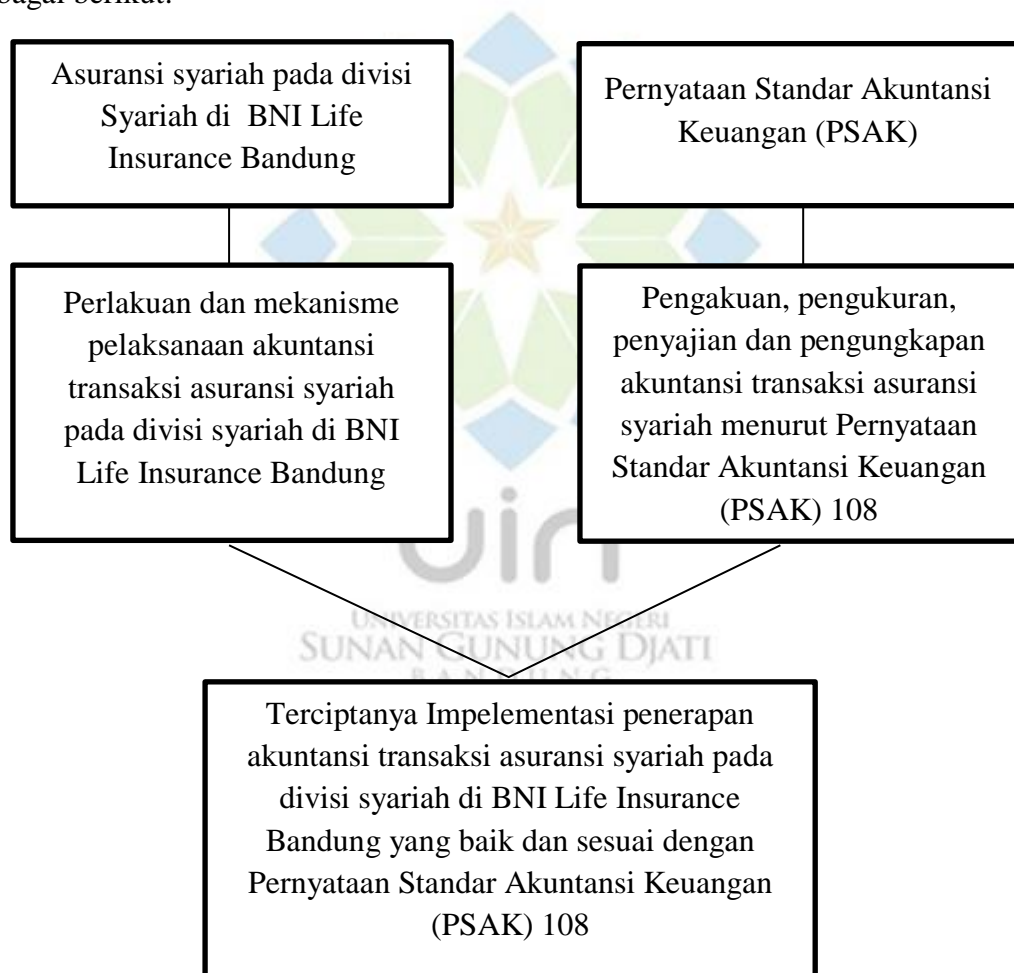 bagai berikut:
Asuransi syariah pada divisi
Syariah di BNI Life
Insurance Bandung
Pernyataan Standar Akuntansi
Keuangan (PSAK)
Perlakuan dan mekanisme
pelaksanaan akuntansi
transaksi asuransi syariah
pada divisi syariah di BNI
Life Insurance Bandung
Pengakuan, pengukuran,
penyajian dan pengungkapan
akuntansi transaksi asuransi
syariah menurut Pernyataan
Standar Akuntansi Keuangan
(PSAK) 108
uin
UNIVERSITAS ISLAM NEGERI
SUNAN GUNUNG DJATI
BANDUNG
Terciptanya Impelementasi penerapan
akuntansi transaksi asuransi syariah pada
divisi syariah di BNI Life Insurance
Bandung yang baik dan sesuai dengan
Pernyataan Standar Akuntansi Keuangan
(PSAK) 108